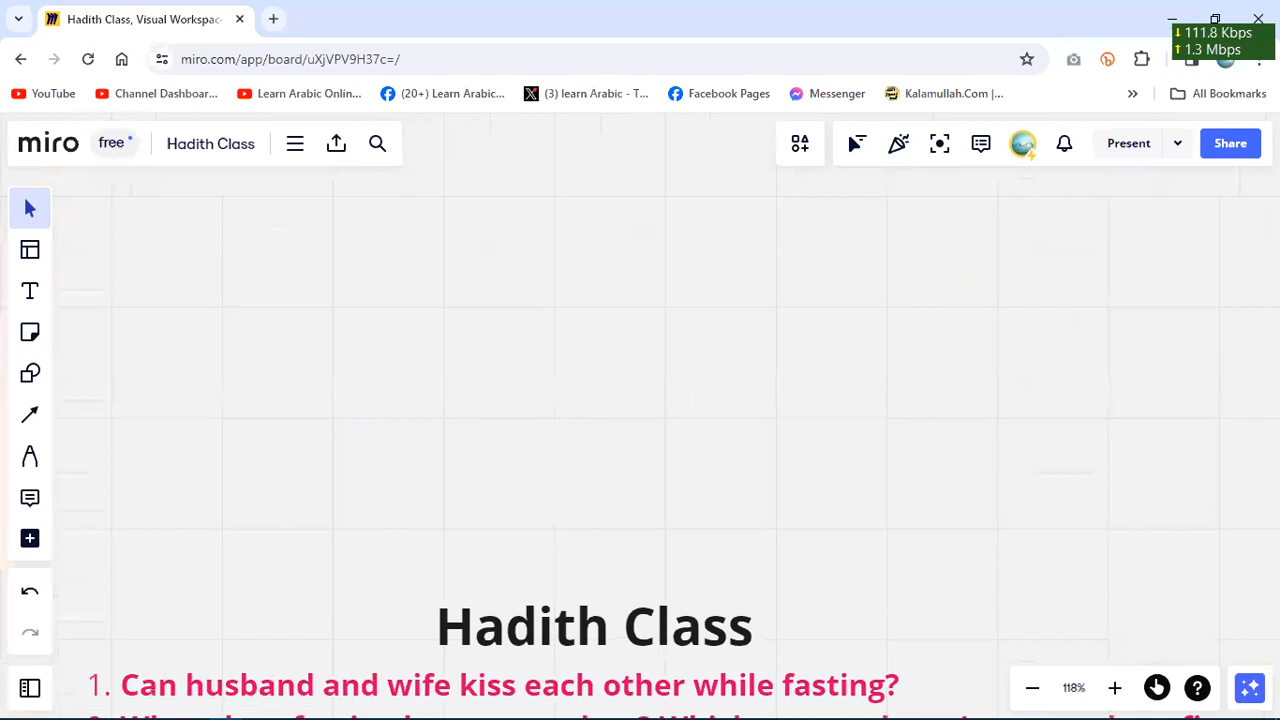 Hadith Class, Visual Workspac
↓ 111.8 Kbps
↑ 1.3 Mbps
miro.com/app/board/uXjVPV9H37c=/
YouTube
Channel Dashboar...
Learn Arabic Onlin...
(20+) Learn Arabic...
(3) learn Arabic - T...
Facebook Pages
Messenger
Kalamullah.Com |...
All Bookmarks
miro
free
Hadith Class
Present
Share
Hadith Class
1. Can husband and wife kiss each other while fasting?
118%